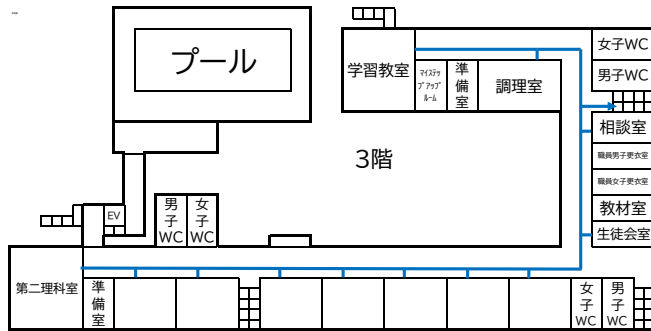 プール
学習教室
マイステッ
プアップ
ルーム
準
備
室
調理室
女子WC
男子WC
相談室
職員男子更衣室
職員女子更衣室
教材室
生徒会室
3階
EV
男
子
WC
女
子
WC
第二理科室
準
備
室
女
子
WC
男
子
WC